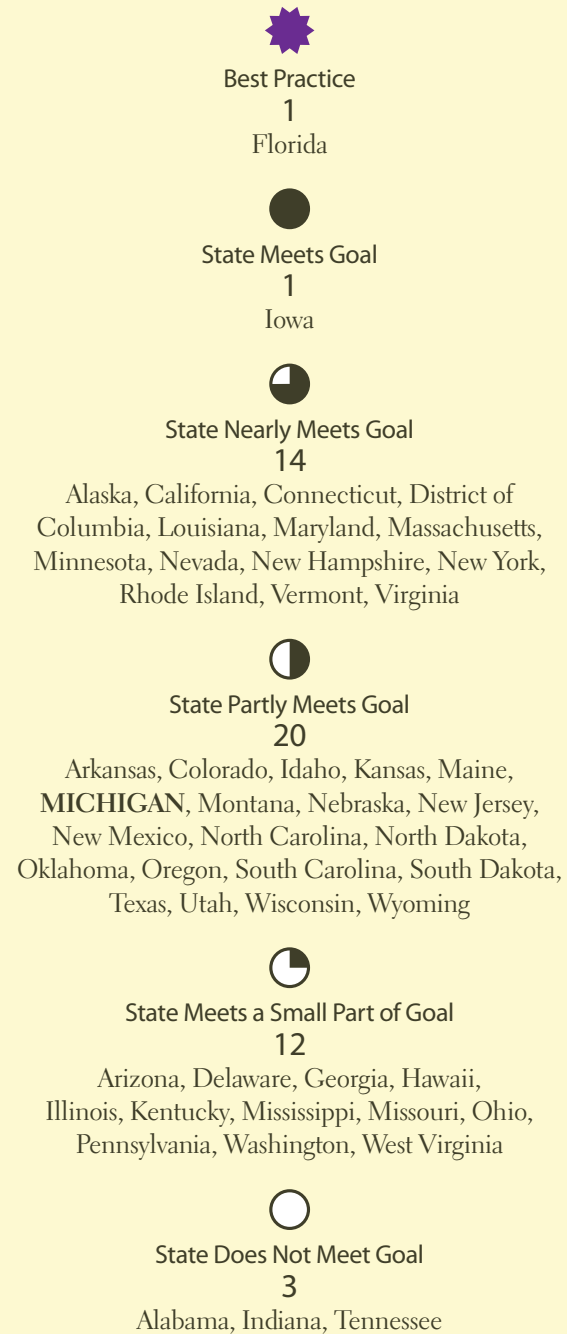 Best Practice
1
Florida
State Meets Goal
1
Iowa
State Nearly Meets Goal
14
Alaska, California, Connecticut, District of
Columbia, Louisiana, Maryland, Massachusetts,
Minnesota, Nevada, New Hampshire, New York,
Rhode Island, Vermont, Virginia
State Partly Meets Goal
20
Arkansas, Colorado, Idaho, Kansas, Maine,
MICHIGAN, Montana, Nebraska, New Jersey,
New Mexico, North Carolina, North Dakota,
Oklahoma, Oregon, South Carolina, South Dakota,
Texas, Utah, Wisconsin, Wyoming
State Meets a Small Part of Goal
12
Arizona, Delaware, Georgia, Hawaii,
Illinois, Kentucky, Mississippi, Missouri, Ohio,
Pennsylvania, Washington, West Virginia
State Does Not Meet Goal
3
Alabama, Indiana, Tennessee